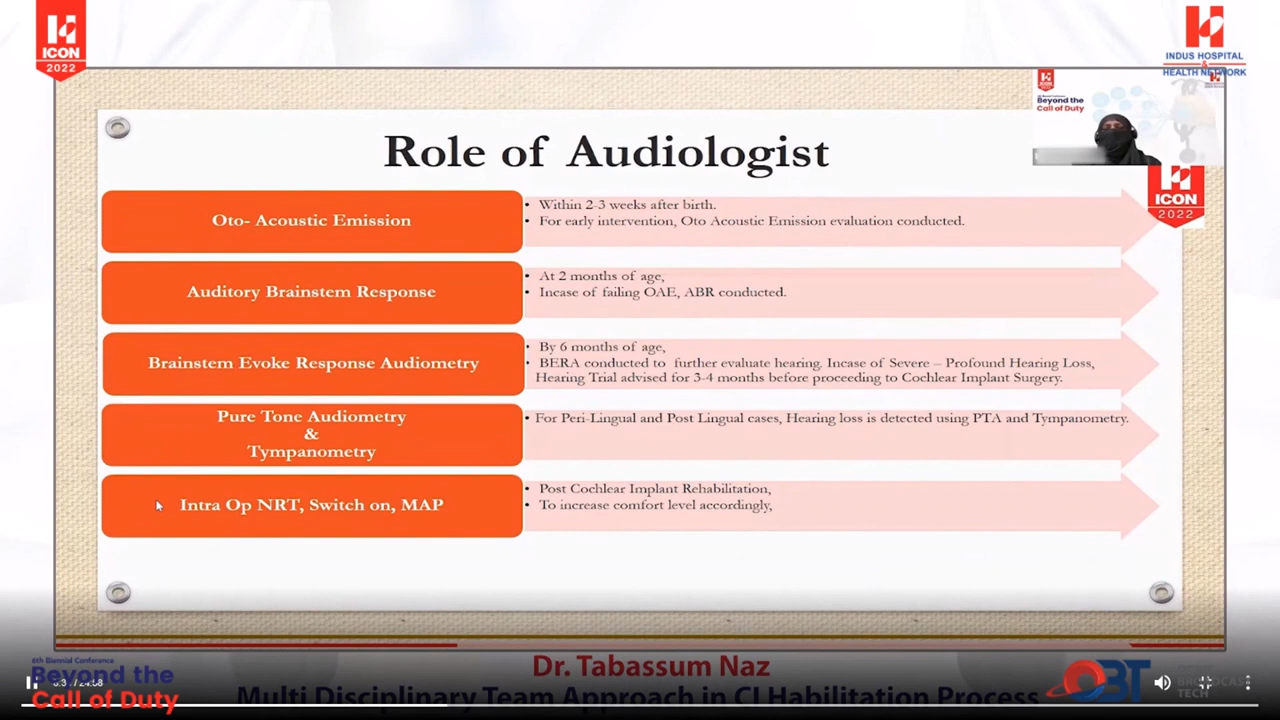 ICON
2022
INDUS HOSPITAL
&
HEALTH NETWORK
Beyond the
Call of Duty
ICON
2022
Role of Audiologist
Oto- Acoustic Emission
• Within 2-3 weeks after birth.
• For early intervention, Oto Acoustic Emission evaluation conducted.
Auditory Brainstem Response
• At 2 months of age,
• Incase of failing OAE, ABR conducted.
Brainstem Evoke Response Audiometry
• By 6 months of age,
• BERA conducted to further evaluate hearing. Incase of Severe – Profound Hearing Loss,
Hearing Trial advised for 3-4 months before proceeding to Cochlear Implant Surgery.
Pure Tone Audiometry
&
Tympanometry
• For Peri-Lingual and Post Lingual cases, Hearing loss is detected using PTA and Tympanometry.
Intra Op NRT, Switch on, MAP
• Post Cochlear Implant Rehabilitation,
• To increase comfort level accordingly,
6th Biennial Conference
Beyond the
Call of Duty
Dr. Tabassum Naz
Multi Disciplinary Team Approach in CI Habilitation Process
OBT
BROADCAST
TECH